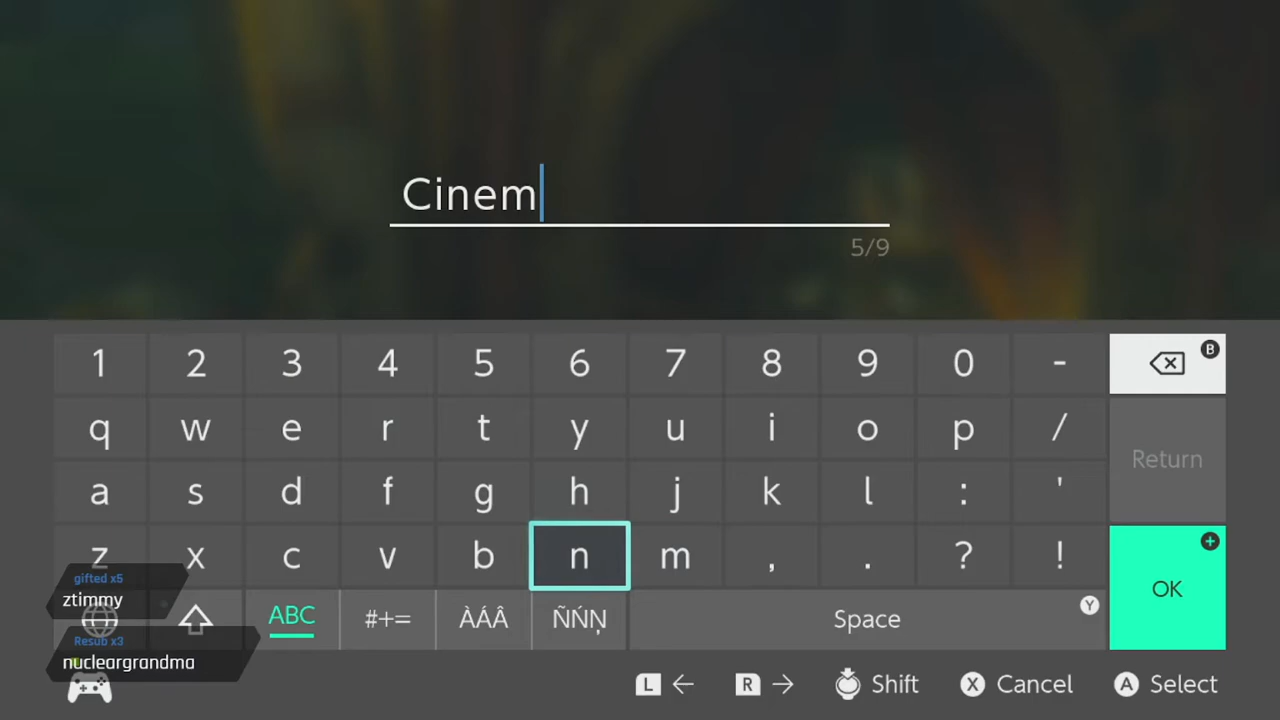 Cinem
5/9
1 2 3 4 5 6 7 8 9 0 - B
q w e r t y u i o p /
Return
a s d f g h j k l : '
z x c v b n m , . ? ! +
gifted x5
ztimmy
ABC #+= ÀÁÂ ÑŃŅ Space Y OK
Resub x3
nucleargrandma
L ← R → Shift X Cancel A Select